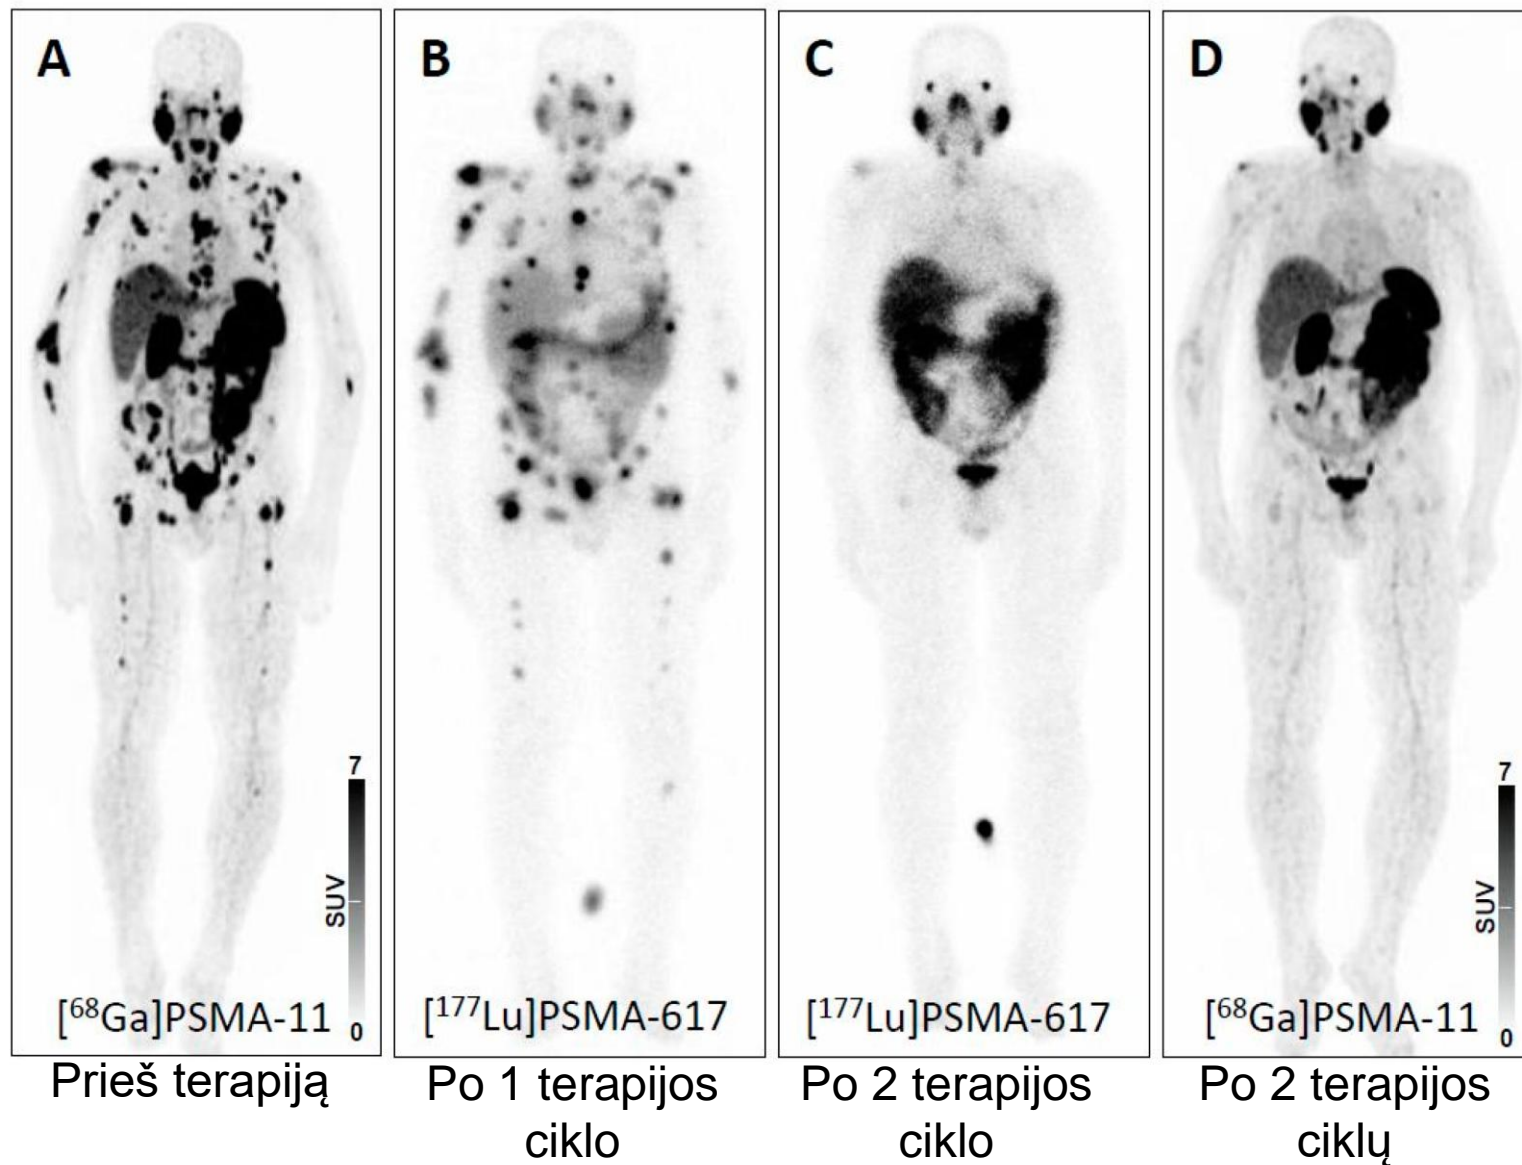 A
B
C
D
7
SUV
0
7
SUV
0
[⁶⁸Ga]PSMA-11
[¹⁷⁷Lu]PSMA-617
[¹⁷⁷Lu]PSMA-617
[⁶⁸Ga]PSMA-11
Prieš terapiją
Po 1 terapijos
ciklo
Po 2 terapijos
ciklo
Po 2 terapijos
ciklų